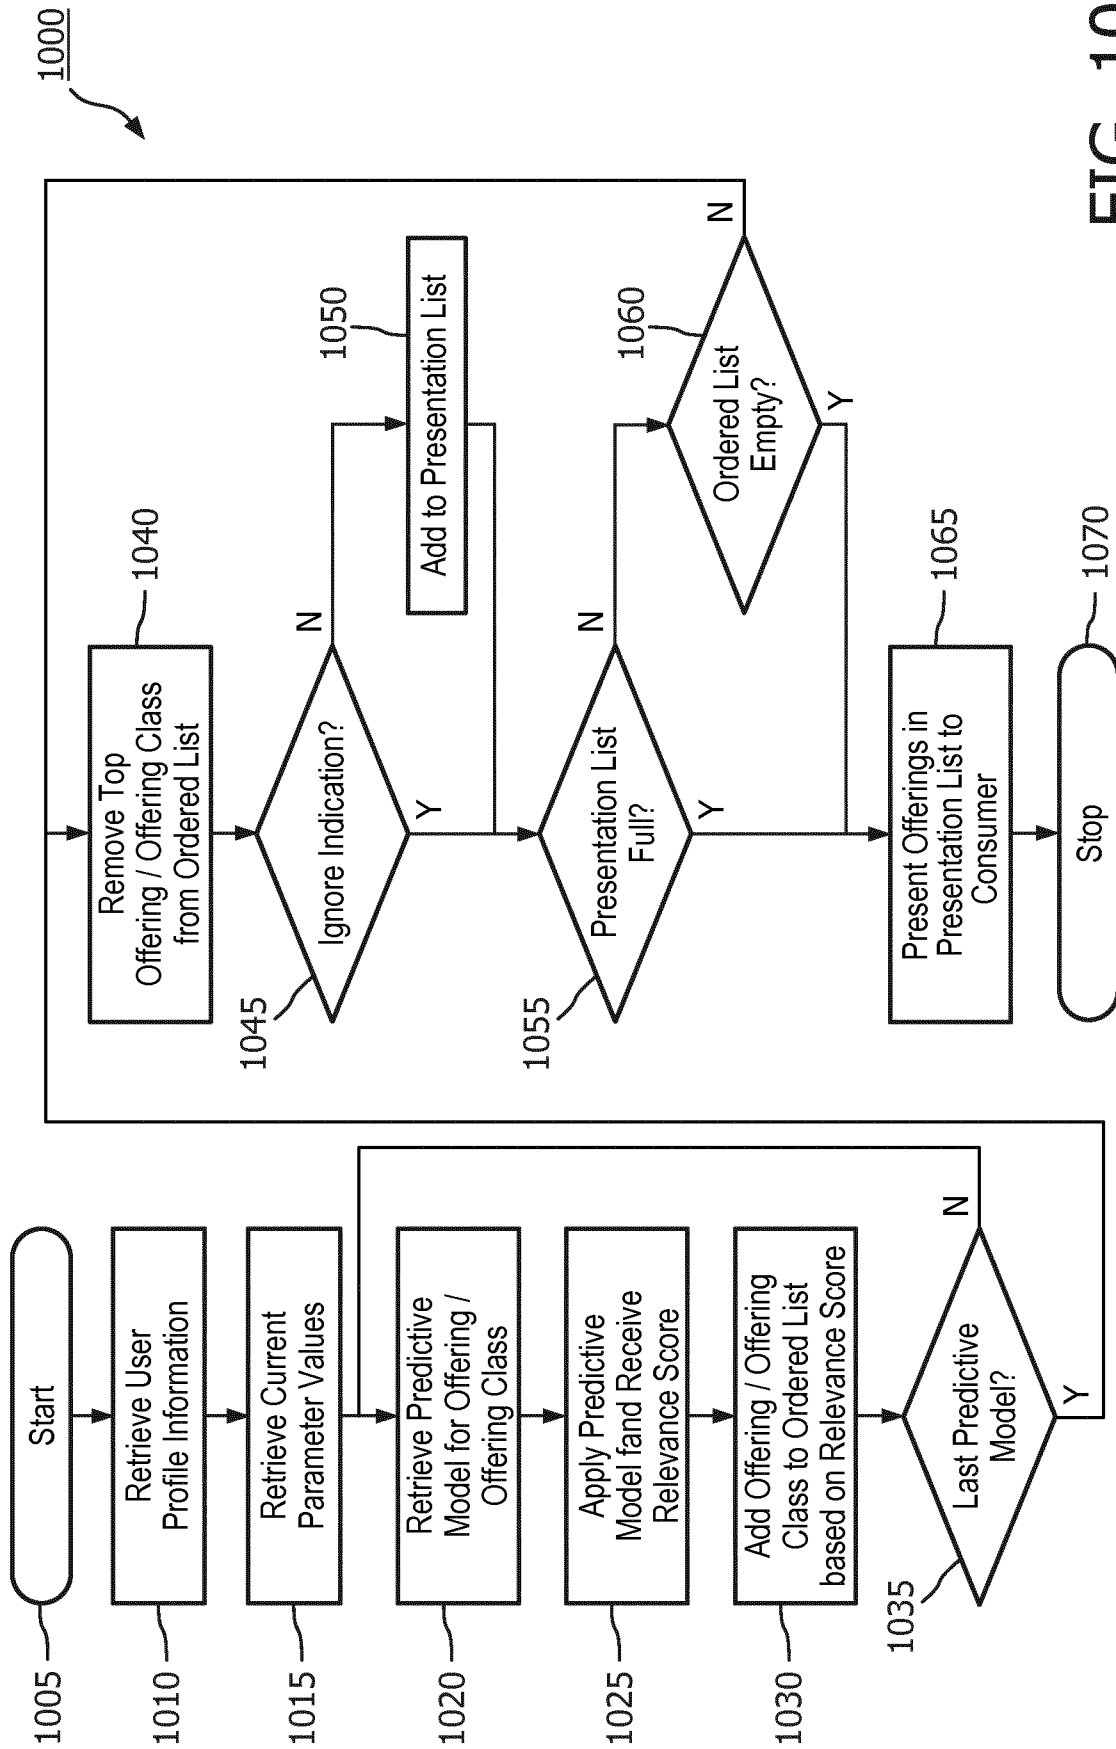 1000
1005
Start
1010
Retrieve User
Profile Information
1015
Retrieve Current
Parameter Values
1020
Retrieve Predictive
Model for Offering /
Offering Class
1025
Apply Predictive
Model fand Receive
Relevance Score
1030
Add Offering / Offering
Class to Ordered List
based on Relevance Score
1035
Last Predictive
Model?
N
Y
1040
Remove Top
Offering / Offering Class
from Ordered List
1045
Ignore Indication?
N
Y
1050
Add to Presentation List
1055
Presentation List
Full?
N
Y
1060
Ordered List
Empty?
N
Y
1065
Present Offerings in
Presentation List to
Consumer
1070
Stop
FIG. 10